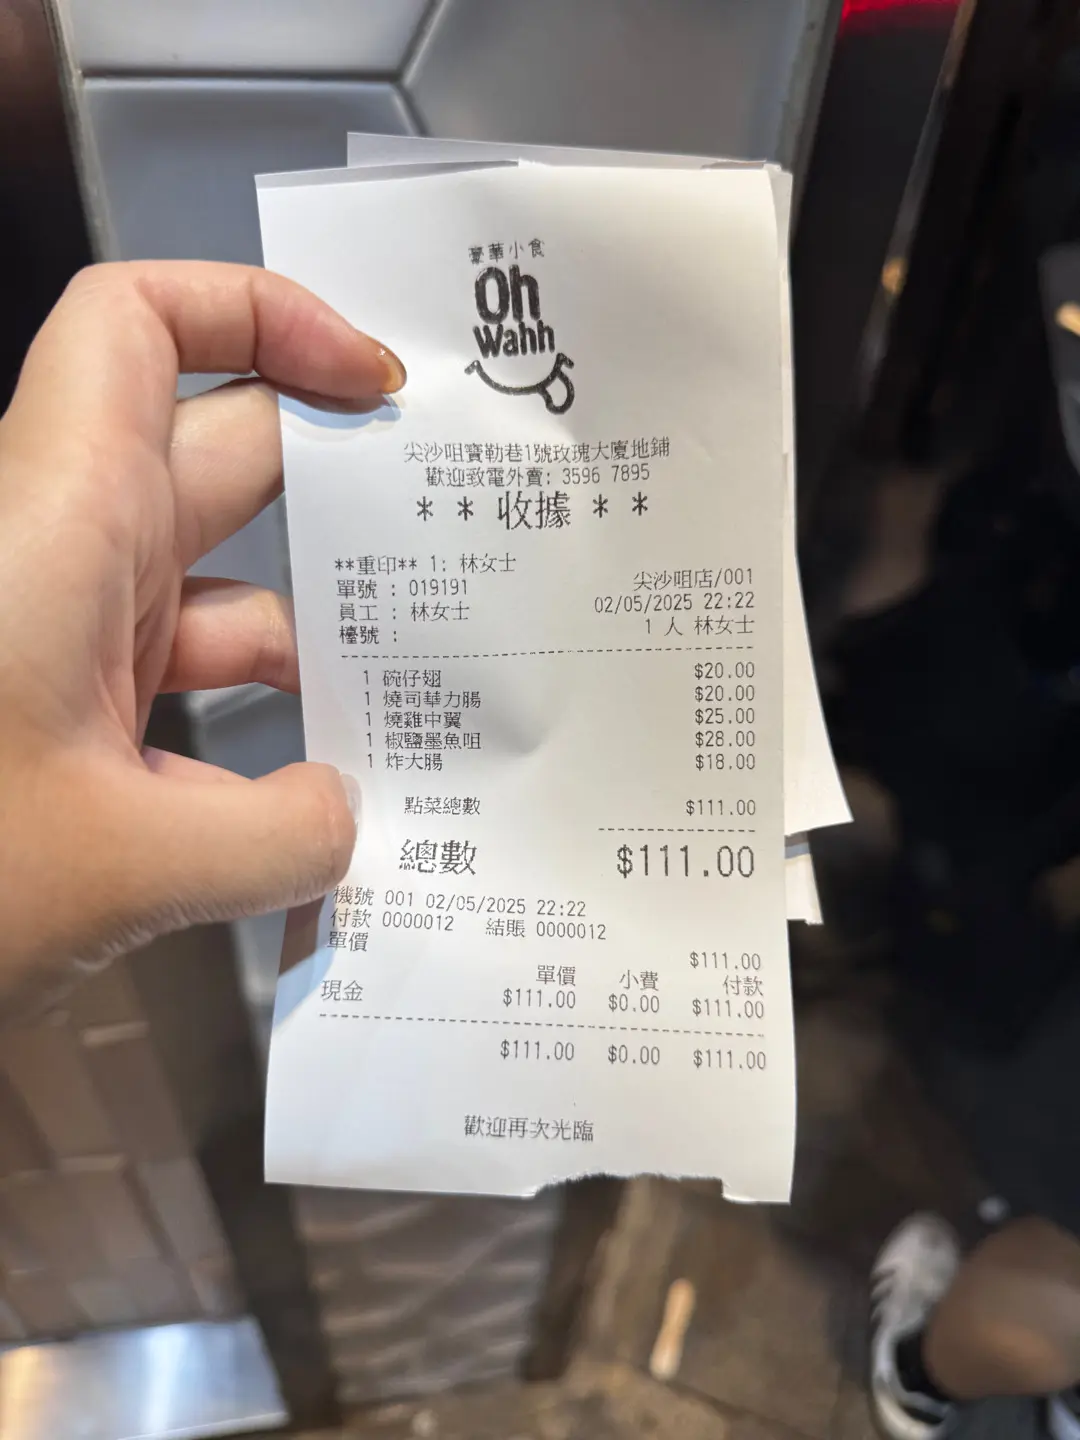 豪華小食
Oh
Wahh
尖沙咀寶勒巷1號玫瑰大廈地鋪
歡迎致電外賣: 3596 7895
* * 收據 * *
**重印** 1: 林女士
單號 : 019191 尖沙咀店/001
員工 : 林女士 02/05/2025 22:22
檯號 : 1 人 林女士
1 碗仔翅 $20.00
1 燒司華力腸 $20.00
1 燒雞中翼 $25.00
1 椒鹽墨魚咀 $28.00
1 炸大腸 $18.00
點菜總數 $111.00
總數 $111.00
機號 001 02/05/2025 22:22
付款 0000012 結賬 0000012
單價 $111.00
單價 小費 付款
現金 $111.00 $0.00 $111.00
$111.00 $0.00 $111.00
歡迎再次光臨